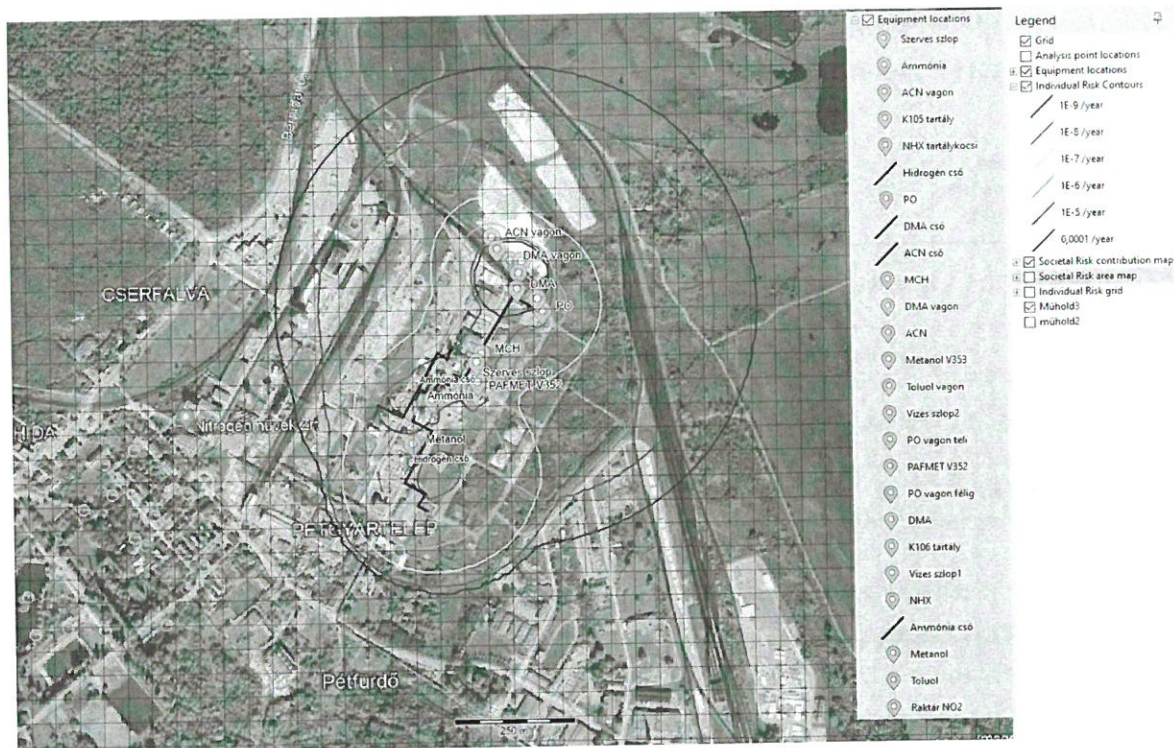 CSERFALVA
HIDA
Nitrogénművek Zrt
PÉTGYÁRTELEP
Pétfürdő
ACN vagon
DMA vagon
DMA
PO
MCH
Szerves szlop
PAFMET V352
Ammónia cső
Ammónia
Metanol
Hidrogén cső
250 m
Equipment locations
Szerves szlop
Ammónia
ACN vagon
K105 tartály
NHX tartálykocsi
Hidrogén cső
PO
DMA cső
ACN cső
MCH
DMA vagon
ACN
Metanol V353
Toluol vagon
Vizes szlop2
PO vagon teli
PAFMET V352
PO vagon félig
DMA
K106 tartály
Vizes szlop1
NHX
Ammónia cső
Metanol
Toluol
Raktár NO2
Legend
Grid
Analysis point locations
Equipment locations
Individual Risk Contours
1E-9 /year
1E-8 /year
1E-7 /year
1E-6 /year
1E-5 /year
0,0001 /year
Societal Risk contribution map
Societal Risk area map
Individual Risk grid
Műhold3
műhold2